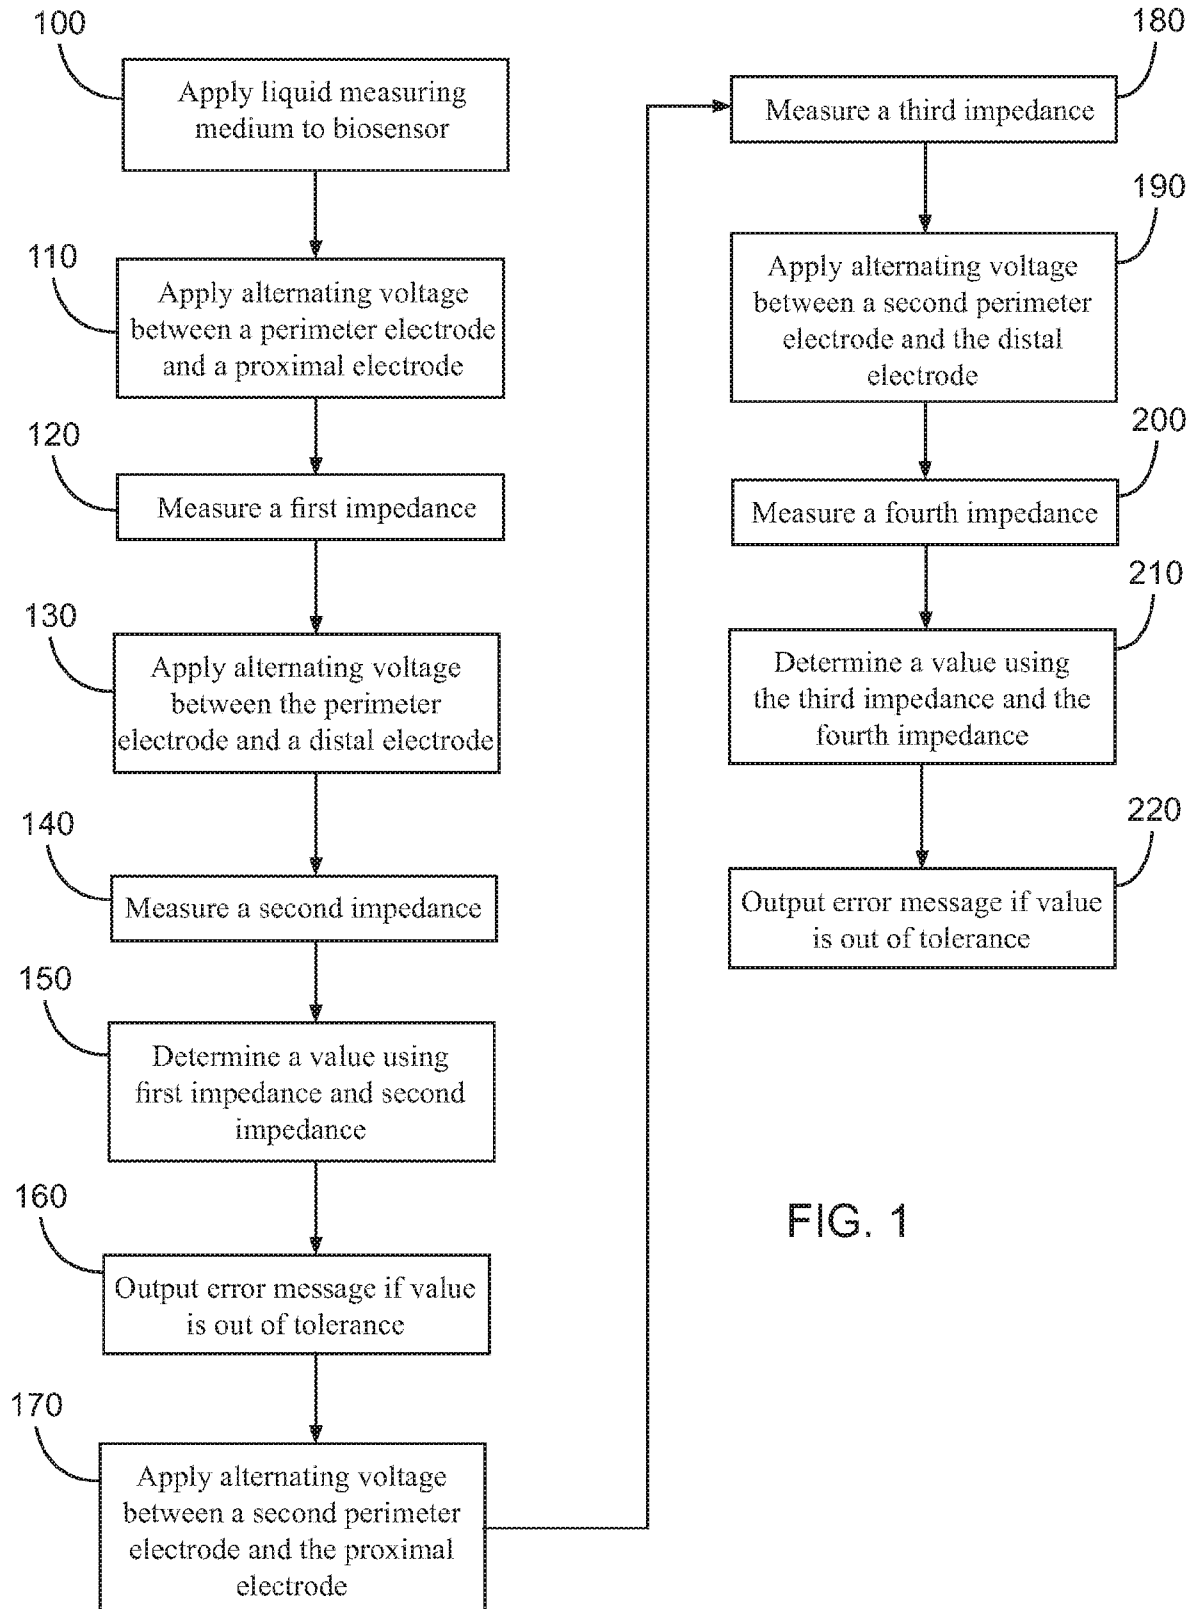 100
Apply liquid measuring
medium to biosensor
110
Apply alternating voltage
between a perimeter electrode
and a proximal electrode
120
Measure a first impedance
130
Apply alternating voltage
between the perimeter
electrode and a distal electrode
140
Measure a second impedance
150
Determine a value using
first impedance and second
impedance
160
Output error message if value
is out of tolerance
170
Apply alternating voltage
between a second perimeter
electrode and the proximal
electrode
180
Measure a third impedance
190
Apply alternating voltage
between a second perimeter
electrode and the distal
electrode
200
Measure a fourth impedance
210
Determine a value using
the third impedance and the
fourth impedance
220
Output error message if value
is out of tolerance
FIG. 1